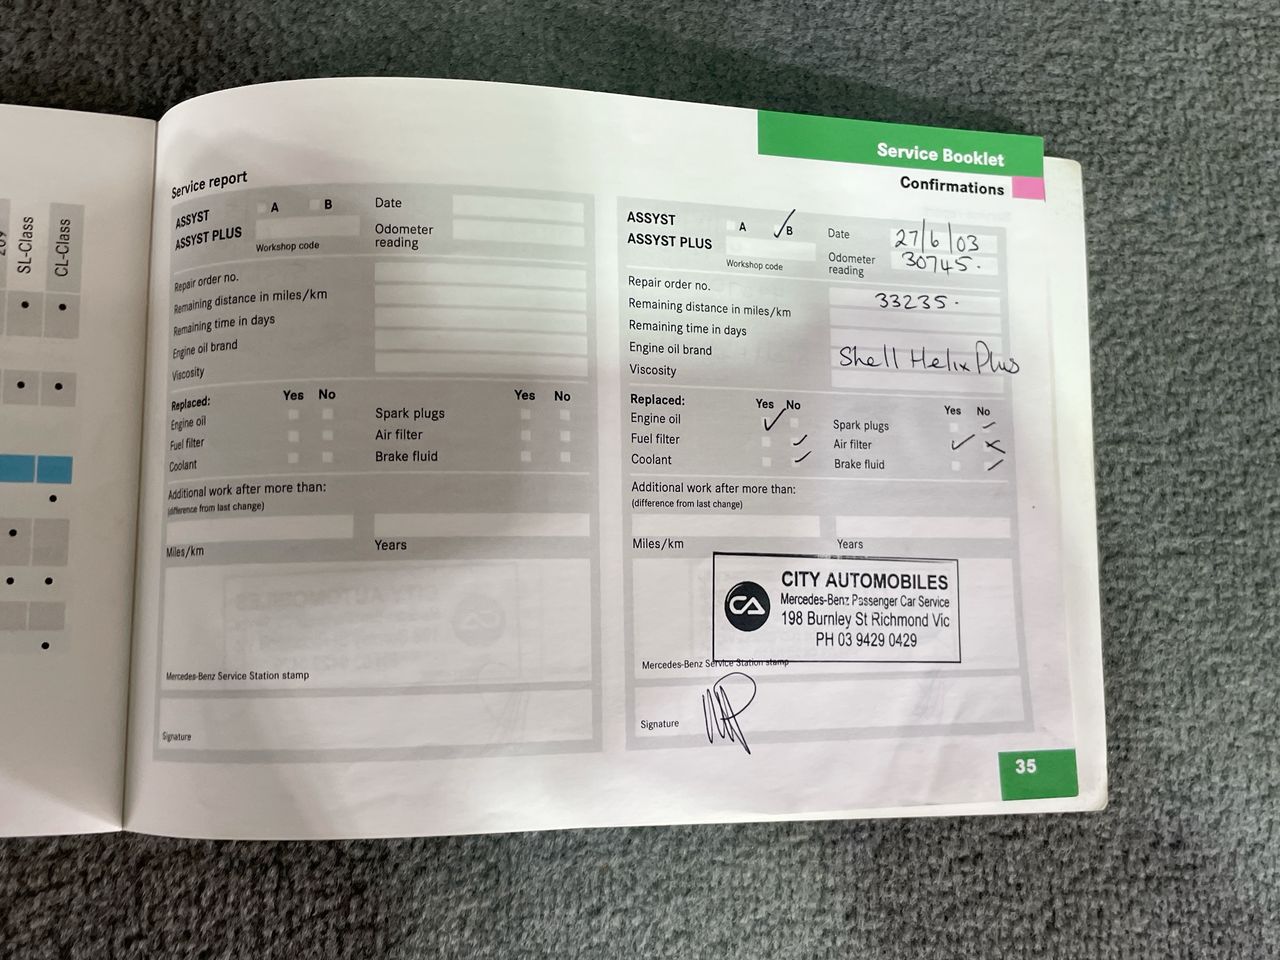 SL-Class
CL-Class
Service Booklet
Confirmations
Service report
ASSYST
ASSYST PLUS
A B
Workshop code
Date
Odometer
reading
Repair order no.
Remaining distance in miles/km
Remaining time in days
Engine oil brand
Viscosity
Replaced:
Yes No
Yes No
Engine oil
Spark plugs
Fuel filter
Air filter
Coolant
Brake fluid
Additional work after more than:
(difference from last change)
Miles/km
Years
Mercedes-Benz Service Station stamp
Signature
ASSYST
ASSYST PLUS
A ✓ B
Workshop code
Date 27/6/03
Odometer
reading 30745.
Repair order no. 33235.
Remaining distance in miles/km
Remaining time in days
Engine oil brand Shell Helix Plus
Viscosity
Replaced:
Yes No
Yes No
Engine oil ✓
Spark plugs ✓
Fuel filter ✓
Air filter ✓ ×
Coolant ✓
Brake fluid ✓
Additional work after more than:
(difference from last change)
Miles/km
Years
CITY AUTOMOBILES
CA
Mercedes-Benz Passenger Car Service
198 Burnley St Richmond Vic
PH 03 9429 0429
Mercedes-Benz Service Station stamp
Signature
35